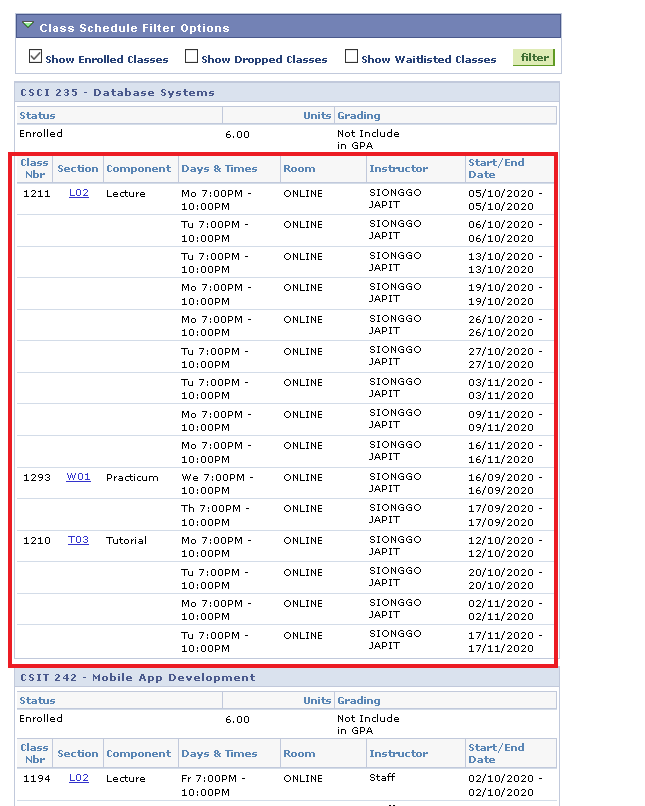 Class Schedule Filter Options
Show Enrolled Classes Show Dropped Classes Show Waitlisted Classes filter
CSCI 235 - Database Systems
Status Units Grading
Enrolled 6.00 Not Include
in GPA
Class Nbr Section Component Days & Times Room Instructor Start/End Date
1211 L02 Lecture Mo 7:00PM - ONLINE SIONGGO 05/10/2020 -
10:00PM JAPIT 05/10/2020
Tu 7:00PM - ONLINE SIONGGO 06/10/2020 -
10:00PM JAPIT 06/10/2020
Tu 7:00PM - ONLINE SIONGGO 13/10/2020 -
10:00PM JAPIT 13/10/2020
Mo 7:00PM - ONLINE SIONGGO 19/10/2020 -
10:00PM JAPIT 19/10/2020
Mo 7:00PM - ONLINE SIONGGO 26/10/2020 -
10:00PM JAPIT 26/10/2020
Tu 7:00PM - ONLINE SIONGGO 27/10/2020 -
10:00PM JAPIT 27/10/2020
Tu 7:00PM - ONLINE SIONGGO 03/11/2020 -
10:00PM JAPIT 03/11/2020
Mo 7:00PM - ONLINE SIONGGO 09/11/2020 -
10:00PM JAPIT 09/11/2020
Mo 7:00PM - ONLINE SIONGGO 16/11/2020 -
10:00PM JAPIT 16/11/2020
1293 W01 Practicum We 7:00PM - ONLINE SIONGGO 16/09/2020 -
10:00PM JAPIT 16/09/2020
Th 7:00PM - ONLINE SIONGGO 17/09/2020 -
10:00PM JAPIT 17/09/2020
1210 T03 Tutorial Mo 7:00PM - ONLINE SIONGGO 12/10/2020 -
10:00PM JAPIT 12/10/2020
Tu 7:00PM - ONLINE SIONGGO 20/10/2020 -
10:00PM JAPIT 20/10/2020
Mo 7:00PM - ONLINE SIONGGO 02/11/2020 -
10:00PM JAPIT 02/11/2020
Tu 7:00PM - ONLINE SIONGGO 17/11/2020 -
10:00PM JAPIT 17/11/2020
CSIT 242 - Mobile App Development
Status Units Grading
Enrolled 6.00 Not Include
in GPA
Class Nbr Section Component Days & Times Room Instructor Start/End Date
1194 L02 Lecture Fr 7:00PM - ONLINE Staff 02/10/2020 -
10:00PM 02/10/2020